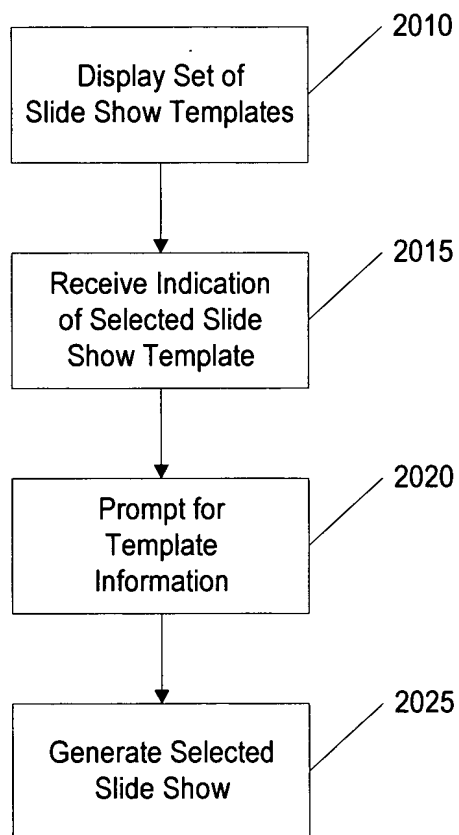 2010
Display Set of
Slide Show Templates
2015
Receive Indication
of Selected Slide
Show Template
2020
Prompt for
Template
Information
2025
Generate Selected
Slide Show